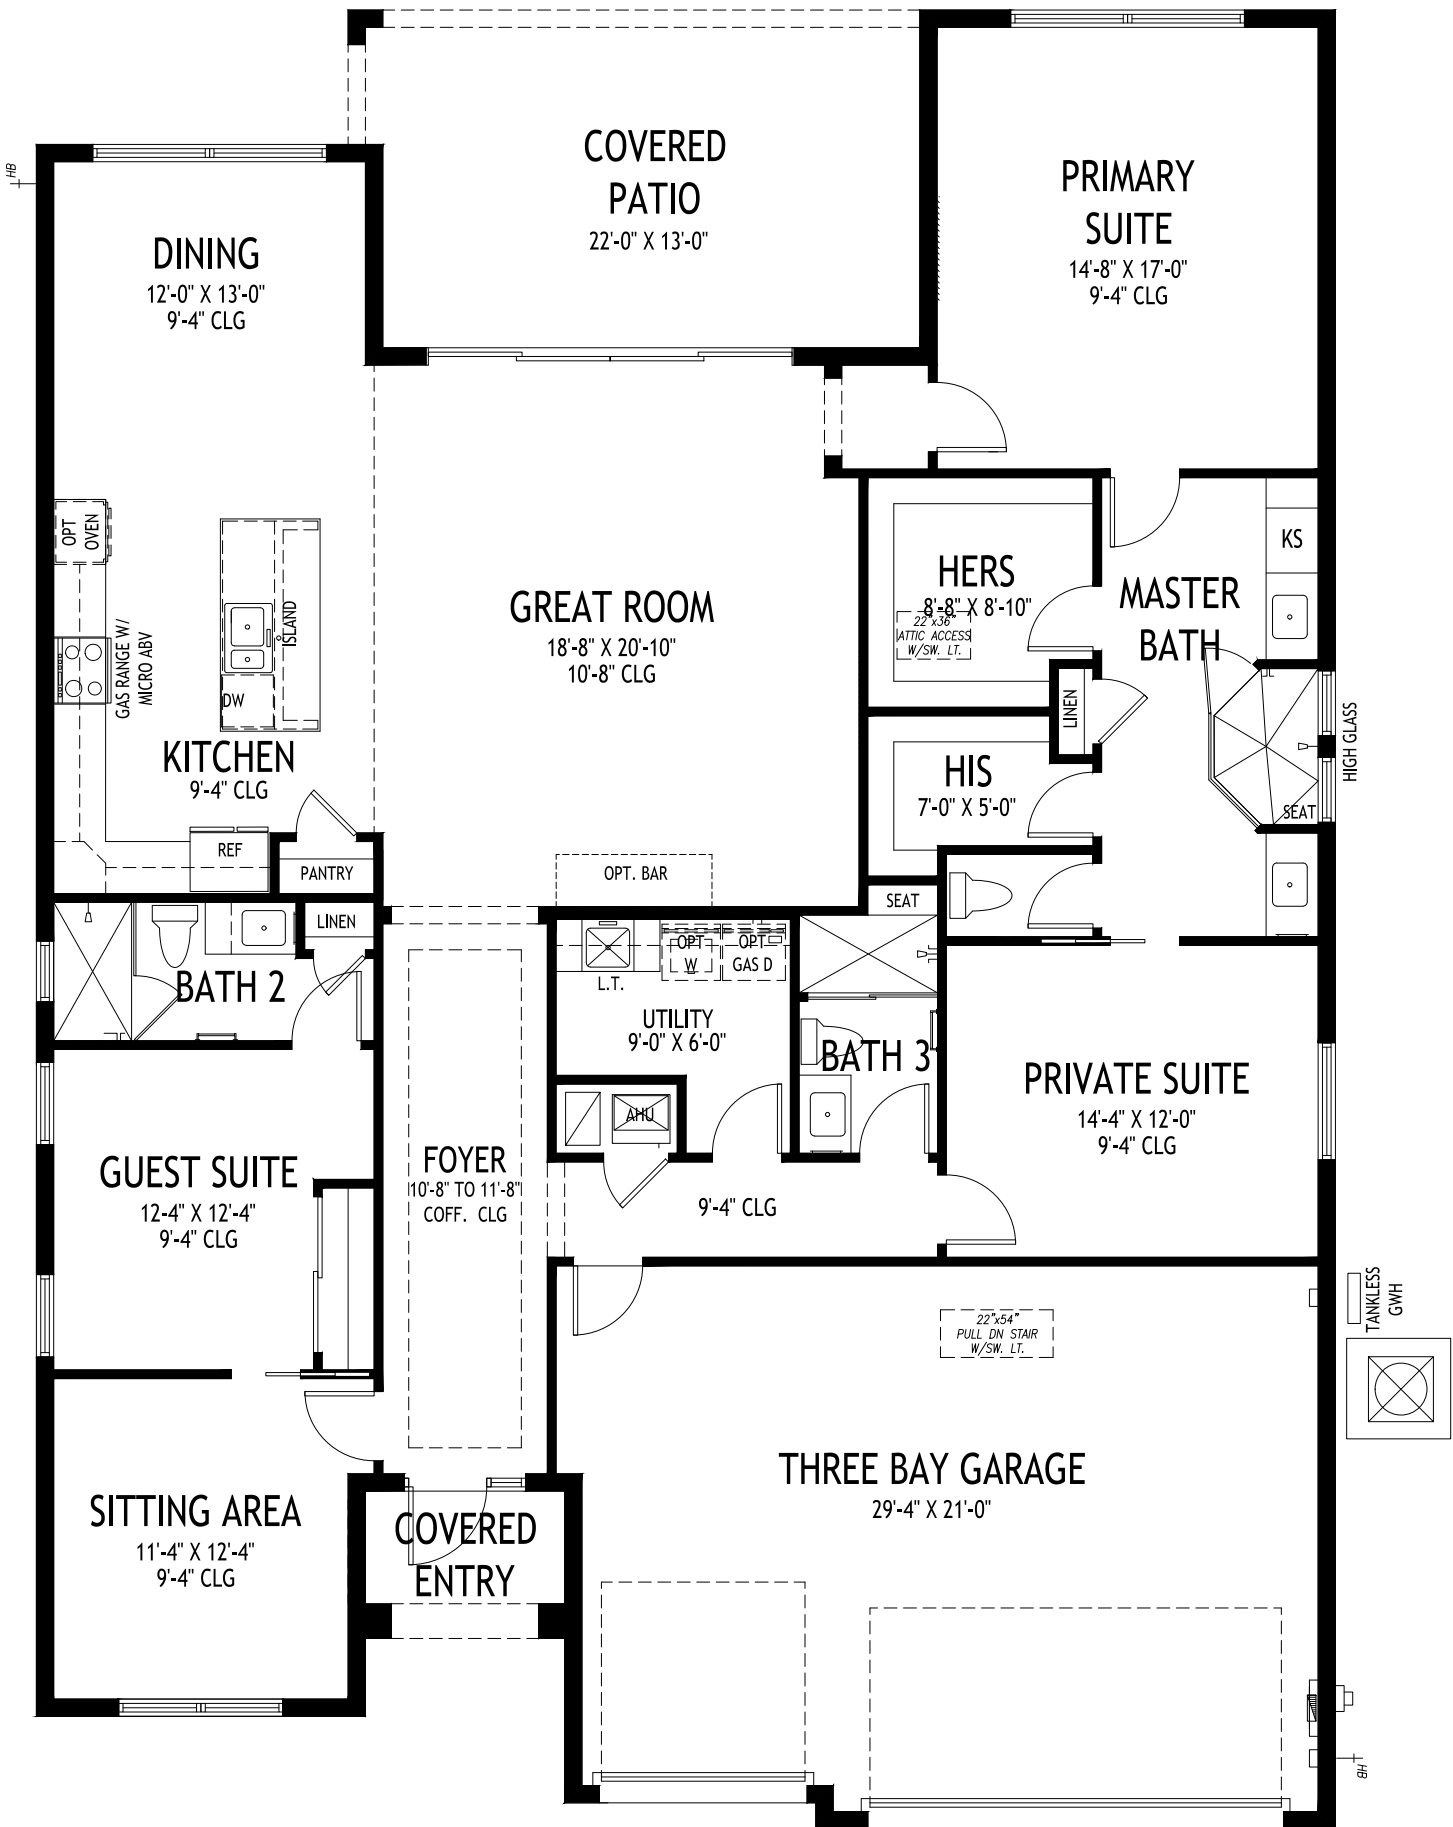 COVERED
PATIO
22'-0" X 13'-0"
PRIMARY
SUITE
14'-8" X 17'-0"
9'-4" CLG
HB
DINING
12'-0" X 13'-0"
9'-4" CLG
OPT
OVEN
GAS RANGE W/
MICRO ABV
ISLAND
DW
KITCHEN
9'-4" CLG
REF
PANTRY
GREAT ROOM
18'-8" X 20'-10"
10'-8" CLG
OPT. BAR
HERS
8'-8" X 8'-10"
22"x36"
ATTIC ACCESS
W/SW. LT.
MASTER
BATH
KS
LINEN
HIS
7'-0" X 5'-0"
SEAT
HIGH GLASS
SEAT
LINEN
BATH 2
OPT
W
OPT
GAS D
L.T.
UTILITY
9'-0" X 6'-0"
BATH 3
AHU
PRIVATE SUITE
14'-4" X 12'-0"
9'-4" CLG
GUEST SUITE
12-4" X 12'-4"
9'-4" CLG
FOYER
10'-8" TO 11'-8"
COFF. CLG
9'-4" CLG
TANKLESS
GWH
22"x54"
PULL DN STAIR
W/SW. LT.
THREE BAY GARAGE
29'-4" X 21'-0"
SITTING AREA
11'-4" X 12'-4"
9'-4" CLG
COVERED
ENTRY
HB